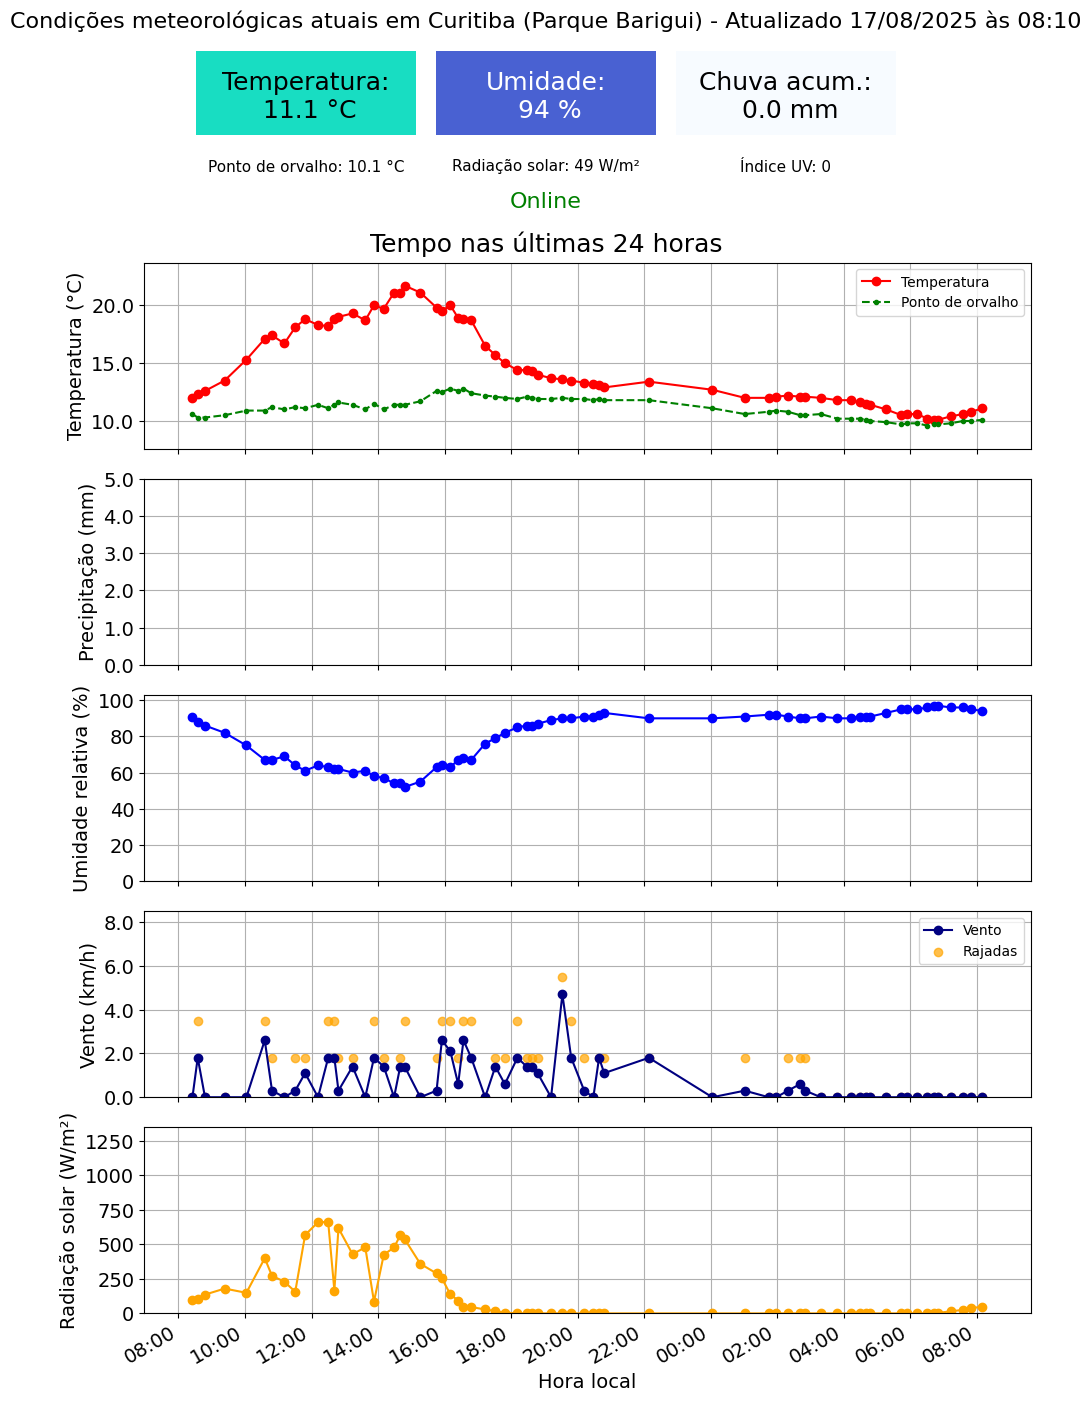 Condições meteorológicas atuais em Curitiba (Parque Barigui) - Atualizado 17/08/2025 às 08:10
Temperatura:
11.1 °C
Umidade:
94 %
Chuva acum.:
0.0 mm
Ponto de orvalho: 10.1 °C
Radiação solar: 49 W/m²
Índice UV: 0
Online
Tempo nas últimas 24 horas
Temperatura (°C)
20.0
15.0
10.0
Temperatura
Ponto de orvalho
Precipitação (mm)
5.0
4.0
3.0
2.0
1.0
0.0
Umidade relativa (%)
100
80
60
40
20
0
Vento (km/h)
8.0
6.0
4.0
2.0
0.0
Vento
Rajadas
Radiação solar (W/m²)
1250
1000
750
500
250
0
08:00
10:00
12:00
14:00
16:00
18:00
20:00
22:00
00:00
02:00
04:00
06:00
08:00
Hora local